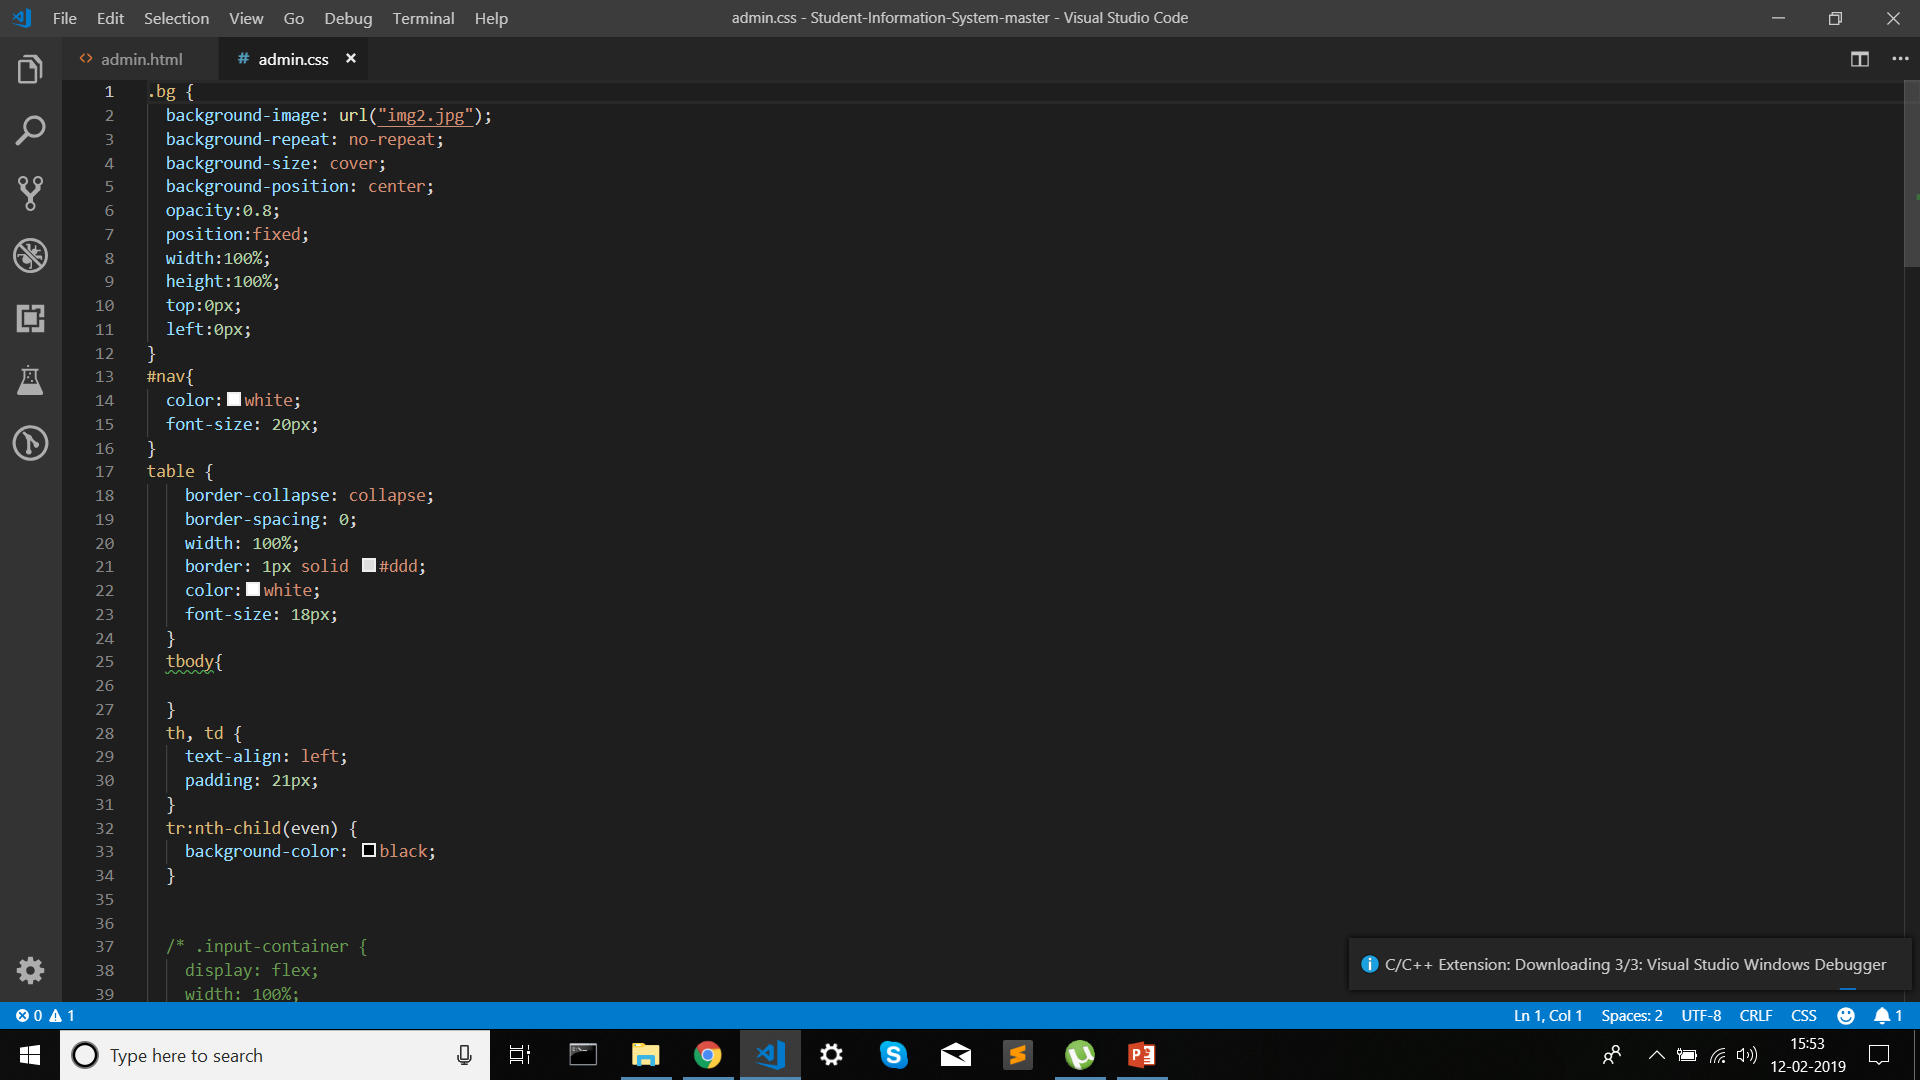 File Edit Selection View Go Debug Terminal Help
admin.css - Student-Information-System-master - Visual Studio Code
<> admin.html
# admin.css ×
1 .bg {
2 background-image: url("img2.jpg");
3 background-repeat: no-repeat;
4 background-size: cover;
5 background-position: center;
6 opacity:0.8;
7 position:fixed;
8 width:100%;
9 height:100%;
10 top:0px;
11 left:0px;
12 }
13 #nav{
14 color:white;
15 font-size: 20px;
16 }
17 table {
18 border-collapse: collapse;
19 border-spacing: 0;
20 width: 100%;
21 border: 1px solid #ddd;
22 color:white;
23 font-size: 18px;
24 }
25 tbody{
26
27 }
28 th, td {
29 text-align: left;
30 padding: 21px;
31 }
32 tr:nth-child(even) {
33 background-color: black;
34 }
35
36
37 /* .input-container {
38 display: flex;
39 width: 100%;
C/C++ Extension: Downloading 3/3: Visual Studio Windows Debugger
0 1
Ln 1, Col 1 Spaces: 2 UTF-8 CRLF CSS 1
Type here to search
15:53
12-02-2019